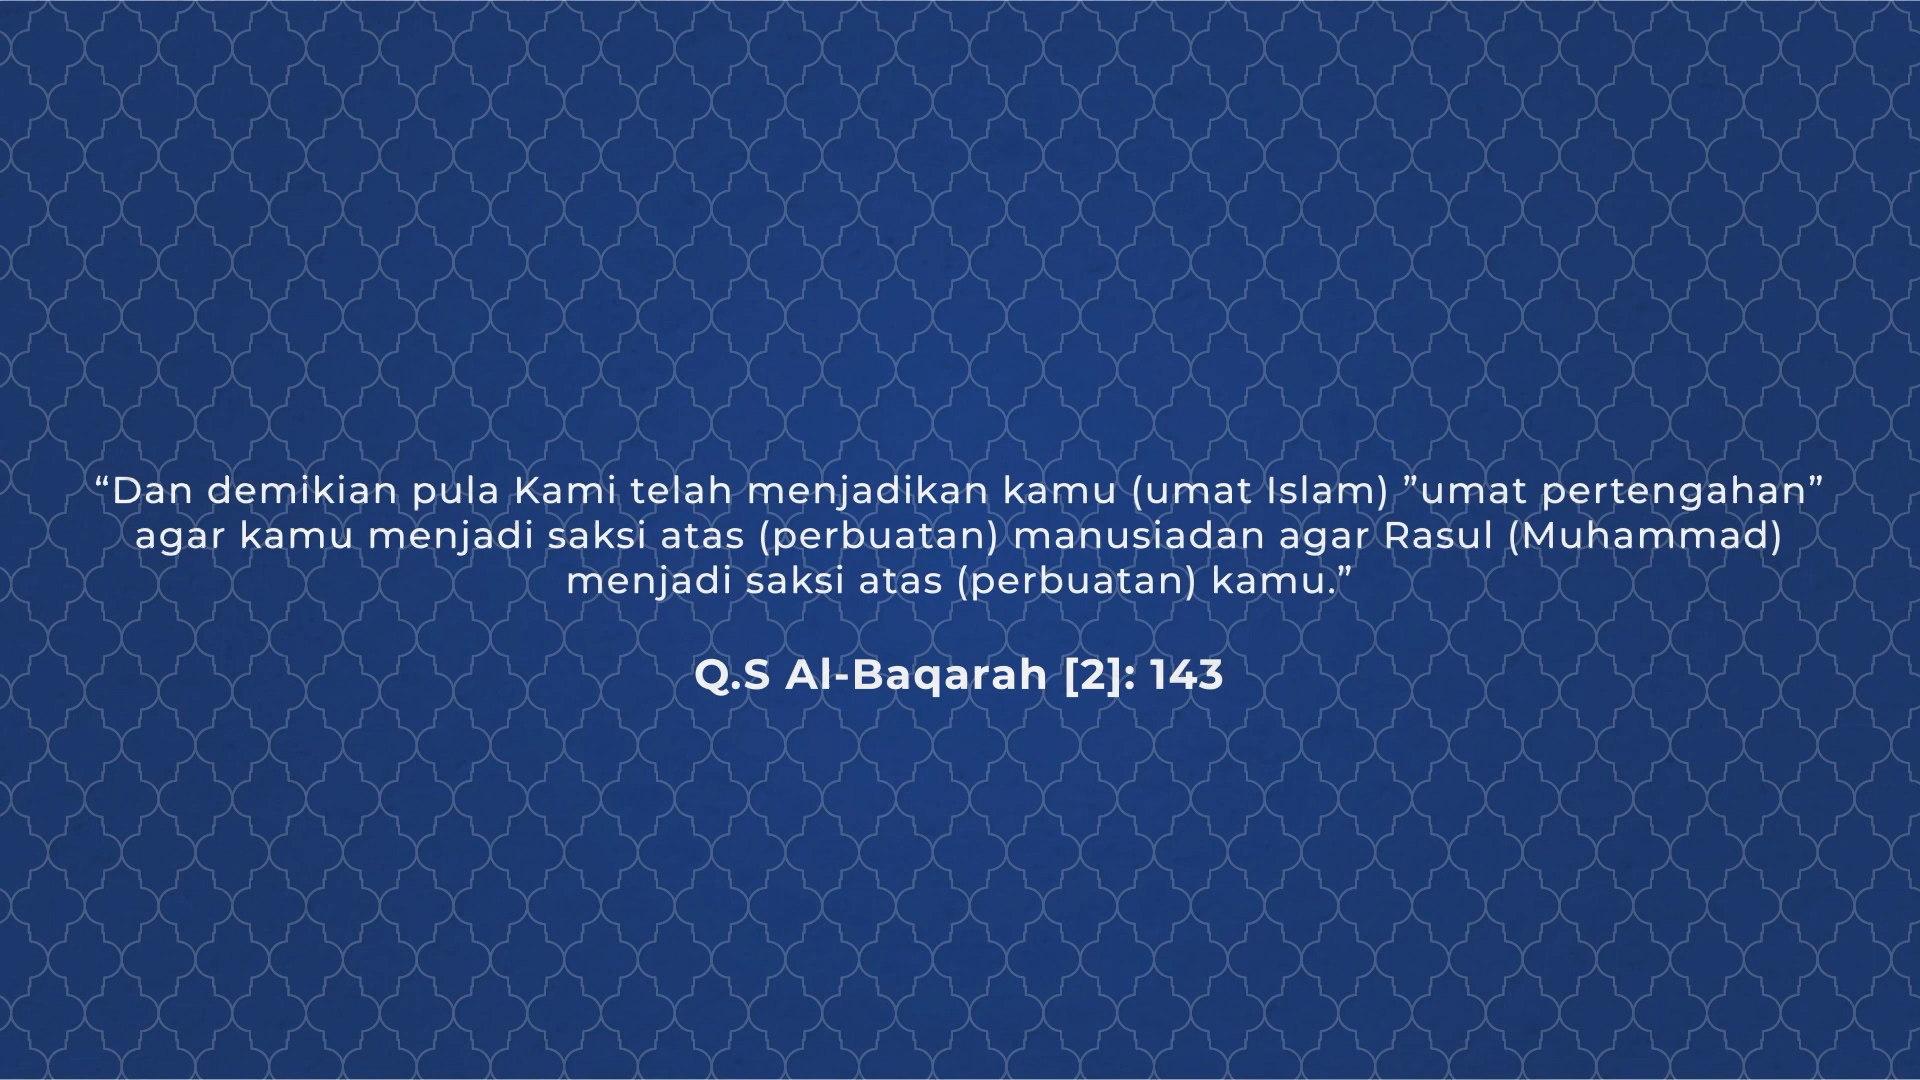 “Dan demikian pula Kami telah menjadikan kamu (umat Islam) ”umat pertengahan”
agar kamu menjadi saksi atas (perbuatan) manusiadan agar Rasul (Muhammad)
menjadi saksi atas (perbuatan) kamu.”
Q.S Al-Baqarah [2]: 143